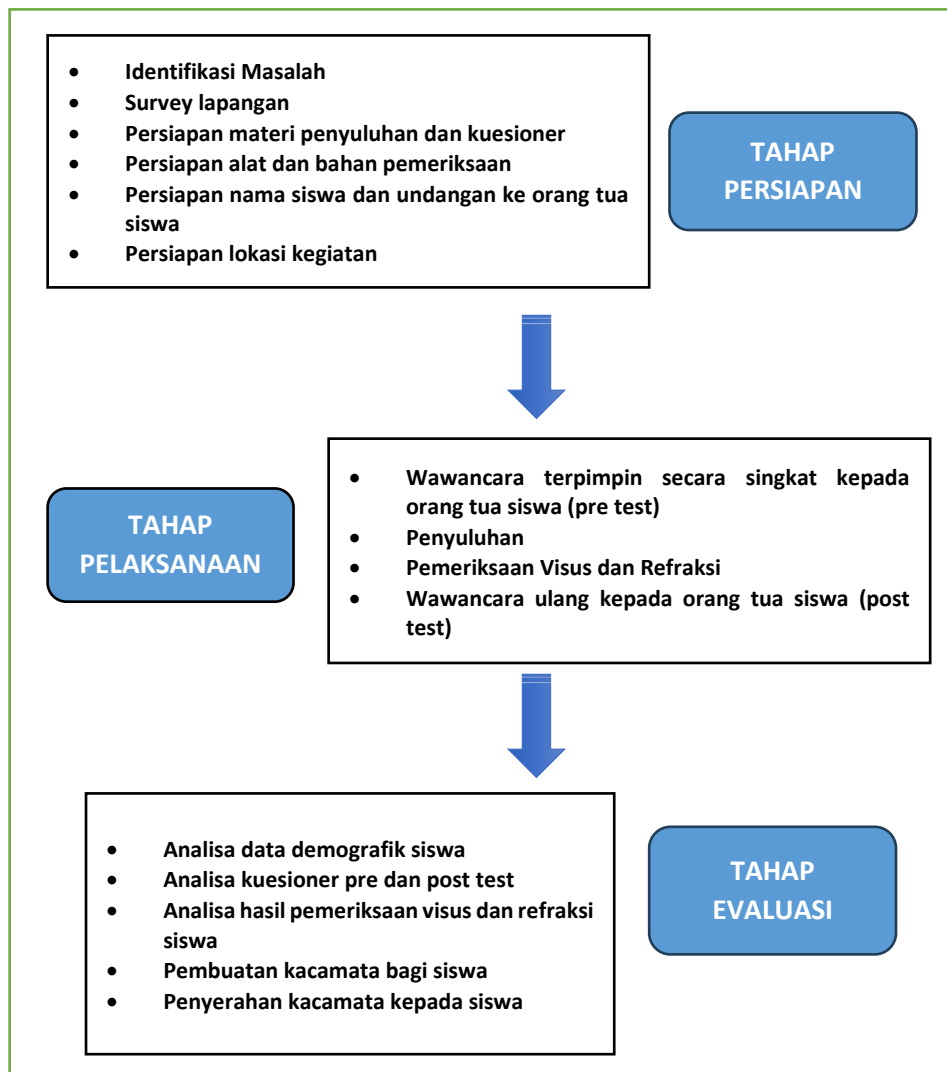 • Identifikasi Masalah
• Survey lapangan
• Persiapan materi penyuluhan dan kuesioner
• Persiapan alat dan bahan pemeriksaan
• Persiapan nama siswa dan undangan ke orang tua
siswa
• Persiapan lokasi kegiatan
TAHAP
PERSIAPAN
TAHAP
PELAKSANAAN
• Wawancara terpimpin secara singkat kepada
orang tua siswa (pre test)
• Penyuluhan
• Pemeriksaan Visus dan Refraksi
• Wawancara ulang kepada orang tua siswa (post
test)
• Analisa data demografik siswa
• Analisa kuesioner pre dan post test
• Analisa hasil pemeriksaan visus dan refraksi
siswa
• Pembuatan kacamata bagi siswa
• Penyerahan kacamata kepada siswa
TAHAP
EVALUASI